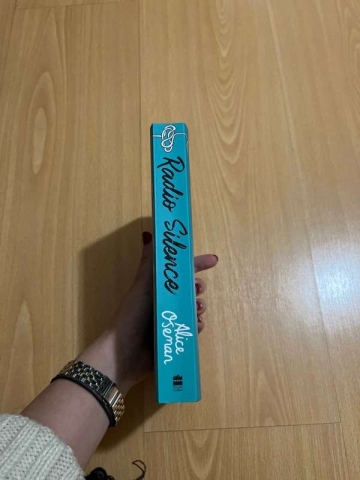 Radio Silence
Alice
Oseman